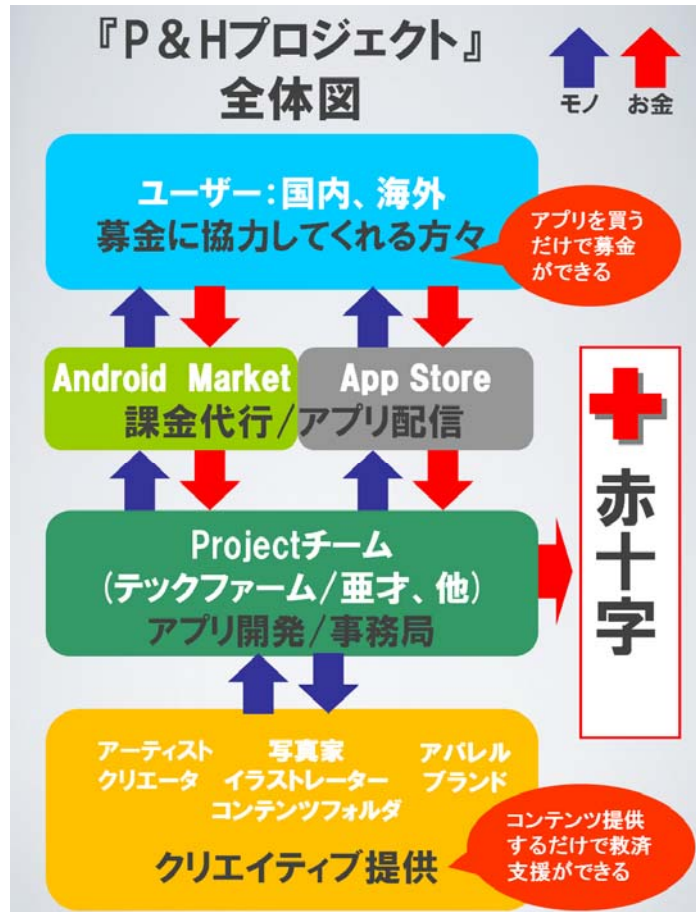 『P＆Hプロジェクト』
全体図
モノ お金
ユーザー：国内、海外
募金に協力してくれる方々
アプリを買う
だけで募金
ができる
Android Market
App Store
課金代行/アプリ配信
赤十字
Projectチーム
(テックファーム/亜才、他)
アプリ開発/事務局
アーティスト
クリエータ
写真家
イラストレーター
コンテンツフォルダ
アパレル
ブランド
クリエイティブ提供
コンテンツ提供
するだけで救済
支援ができる